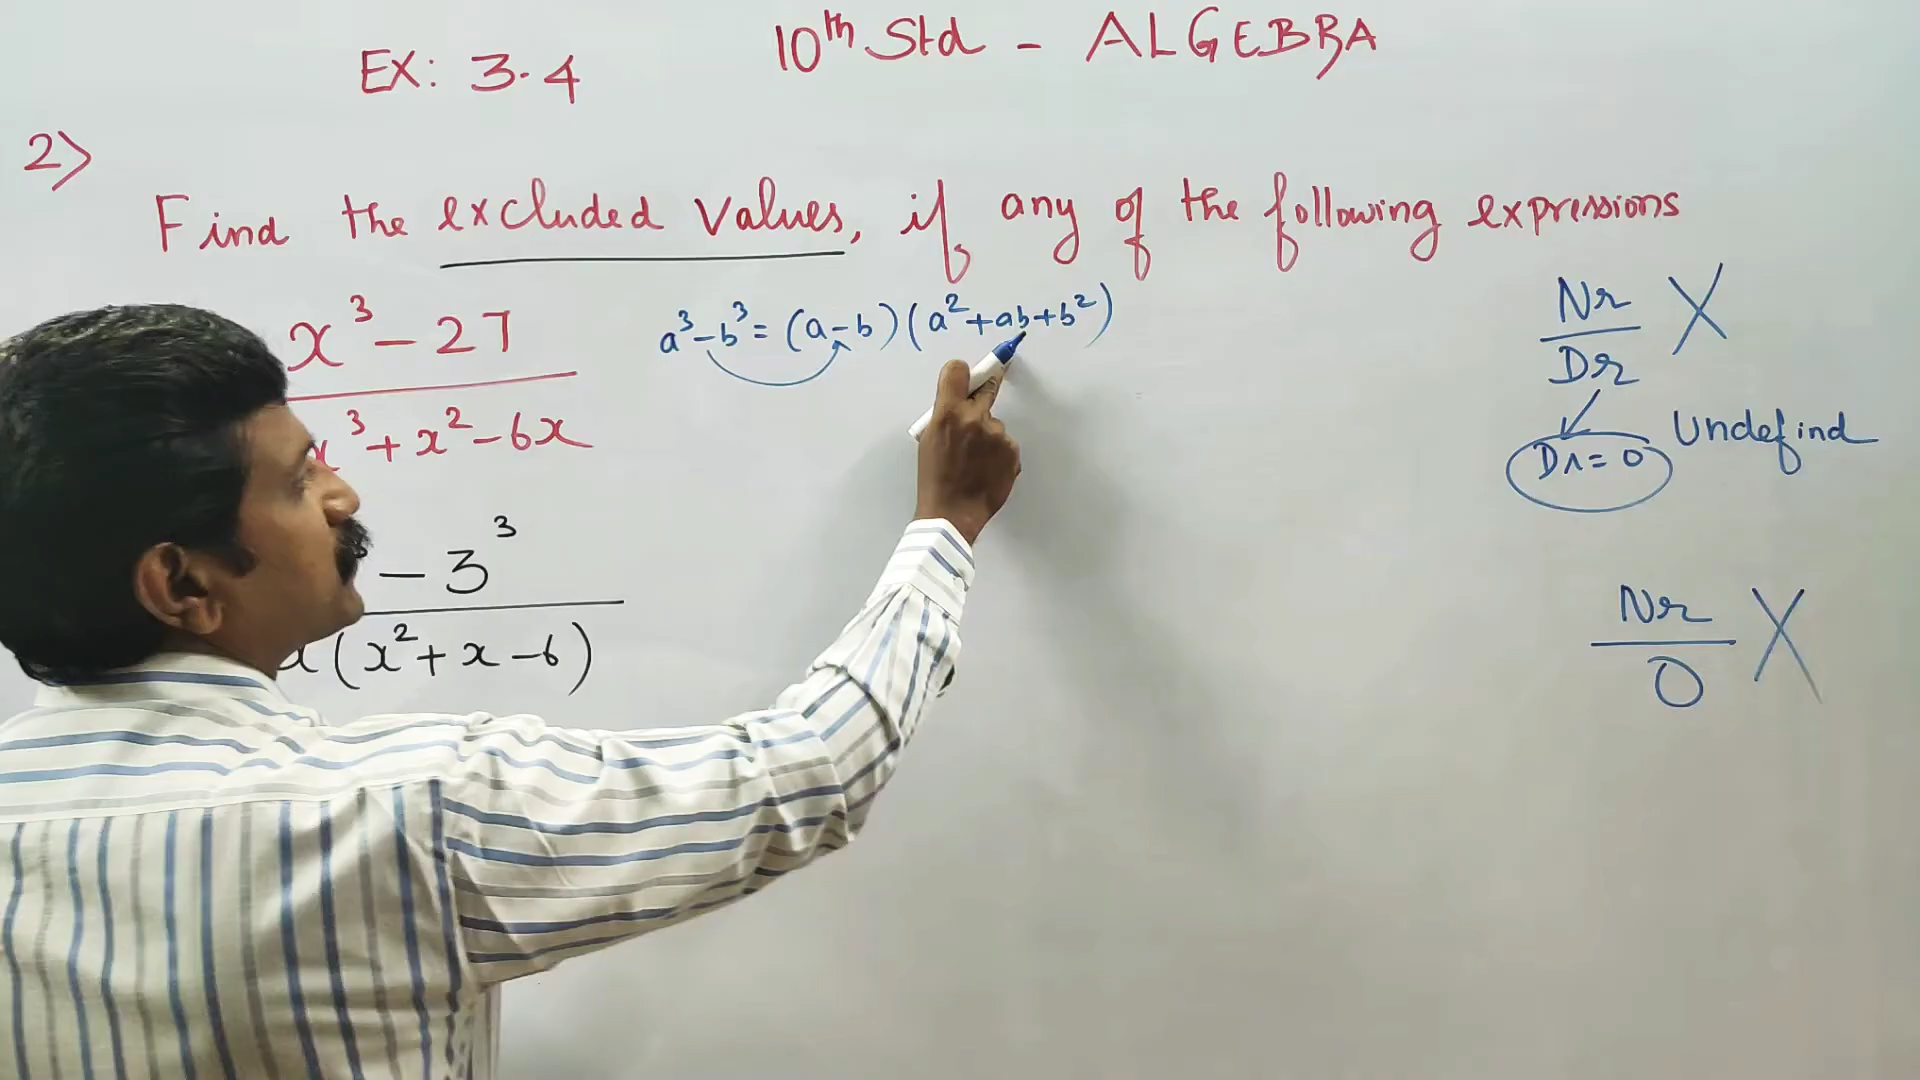 EX: 3.4
10th Std - ALGEBRA
2)
Find the excluded values, if any of the following expressions
x³ - 27
x³ + x² - 6x
a³ - b³ = (a - b)(a² + ab + b²)
- 3³
x(x² + x - 6)
Nr X
Dr
Dr = 0 Undefind
Nr X
0